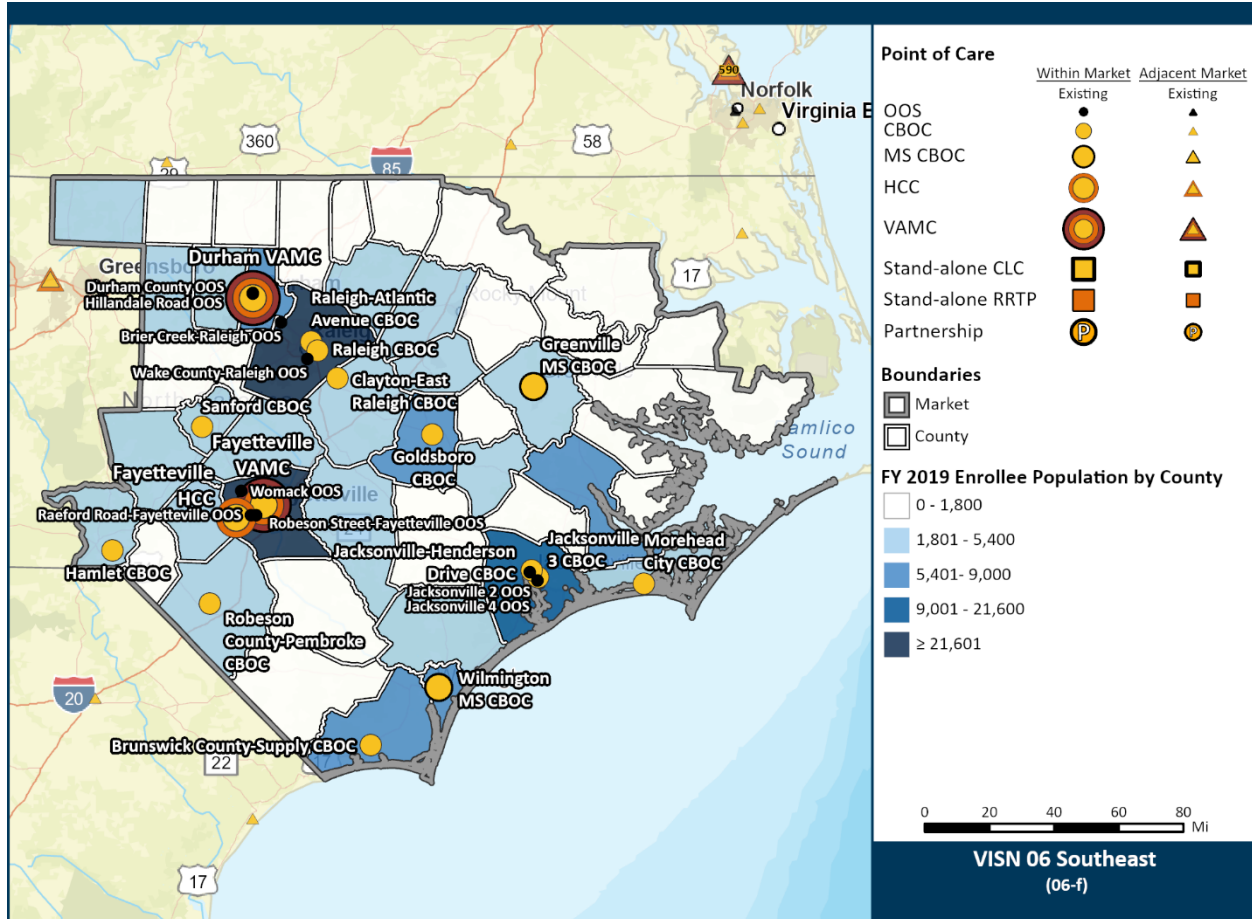 590
Norfolk
Virginia B
360
58
29
85
17
Greensboro
Durham VAMC
Durham County OOS
Hillandale Road OOS
Raleigh-Atlantic
Avenue CBOC
Rocky Mount
Brier Creek-Raleigh OOS
Raleigh CBOC
Wake County-Raleigh OOS
Greenville
MS CBOC
Clayton-East
Raleigh CBOC
Sanford CBOC
Fayetteville
VAMC
Goldsboro
CBOC
amlico
Sound
Fayetteville
HCC
Womack OOS
Raeford Road-Fayetteville OOS
Robeson Street-Fayetteville OOS
Hamlet CBOC
Jacksonville-Henderson
Drive CBOC
Jacksonville
3 CBOC
Jacksonville 2 OOS
Jacksonville 4 OOS
Morehead
City CBOC
Robeson
County-Pembroke
CBOC
Wilmington
MS CBOC
20
Brunswick County-Supply CBOC
22
17
Point of Care
Within Market Adjacent Market
Existing Existing
OOS
CBOC
MS CBOC
HCC
VAMC
Stand-alone CLC
Stand-alone RRTP
Partnership
P P
Boundaries
Market
County
FY 2019 Enrollee Population by County
0 - 1,800
1,801 - 5,400
5,401- 9,000
9,001 - 21,600
≥ 21,601
0 20 40 60 80
Mi
VISN 06 Southeast
(06-f)